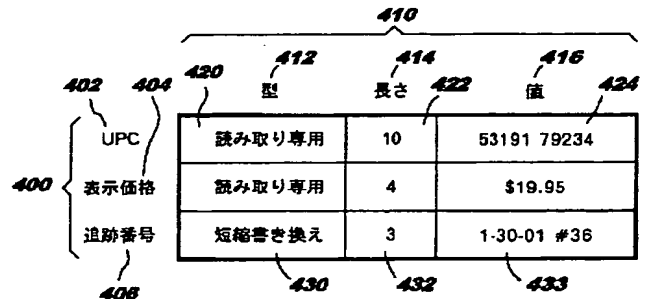 410
412 414 416
402 404 420 型 長さ 422 値 424
UPC 読み取り専用 10 53191 79234
400 表示価格 読み取り専用 4 $19.95
追跡番号 短縮書き換え 3 1-30-01 #36
406 430 432 433